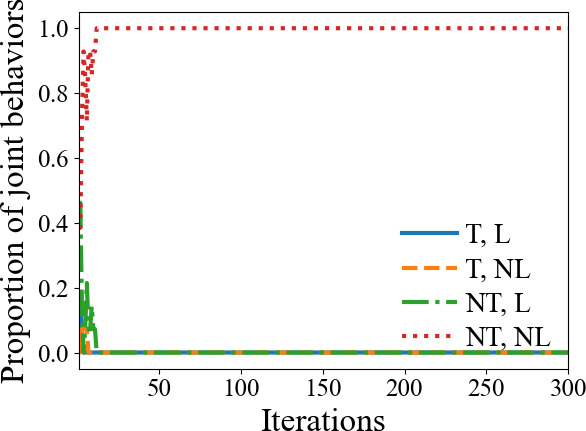 Proportion of joint behaviors
1.0
0.8
0.6
0.4
0.2
0.0
T, L
T, NL
NT, L
NT, NL
50
100
150
200
250
300
Iterations